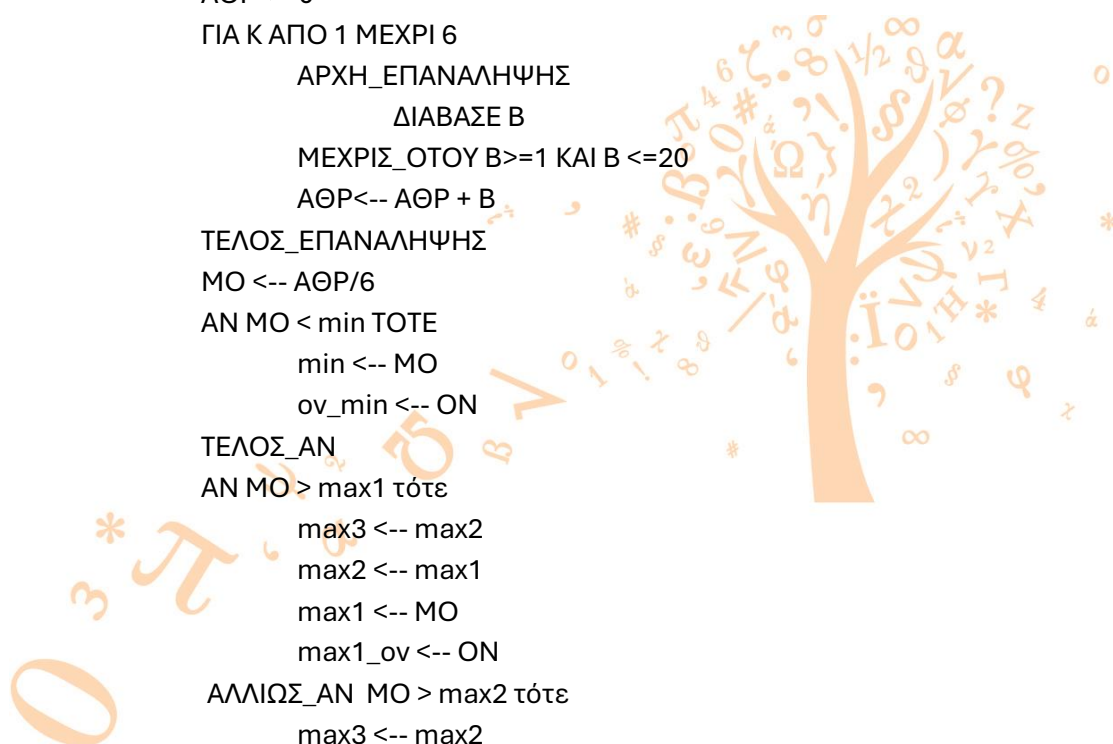 ΓΙΑ Κ ΑΠΟ 1 ΜΕΧΡΙ 6
ΑΡΧΗ_ΕΠΑΝΑΛΗΨΗΣ
ΔΙΑΒΑΣΕ Β
ΜΕΧΡΙΣ_ΟΤΟΥ Β>=1 ΚΑΙ Β <=20
ΑΘΡ<-- ΑΘΡ + Β
ΤΕΛΟΣ_ΕΠΑΝΑΛΗΨΗΣ
ΜΟ <-- ΑΘΡ/6
ΑΝ ΜΟ < min ΤΟΤΕ
min <-- ΜΟ
ov_min <-- ΟΝ
ΤΕΛΟΣ_ΑΝ
ΑΝ ΜΟ > max1 τότε
max3 <-- max2
max2 <-- max1
max1 <-- ΜΟ
max1_ov <-- ΟΝ
ΑΛΛΙΩΣ_ΑΝ ΜΟ > max2 τότε
max3 <-- max2